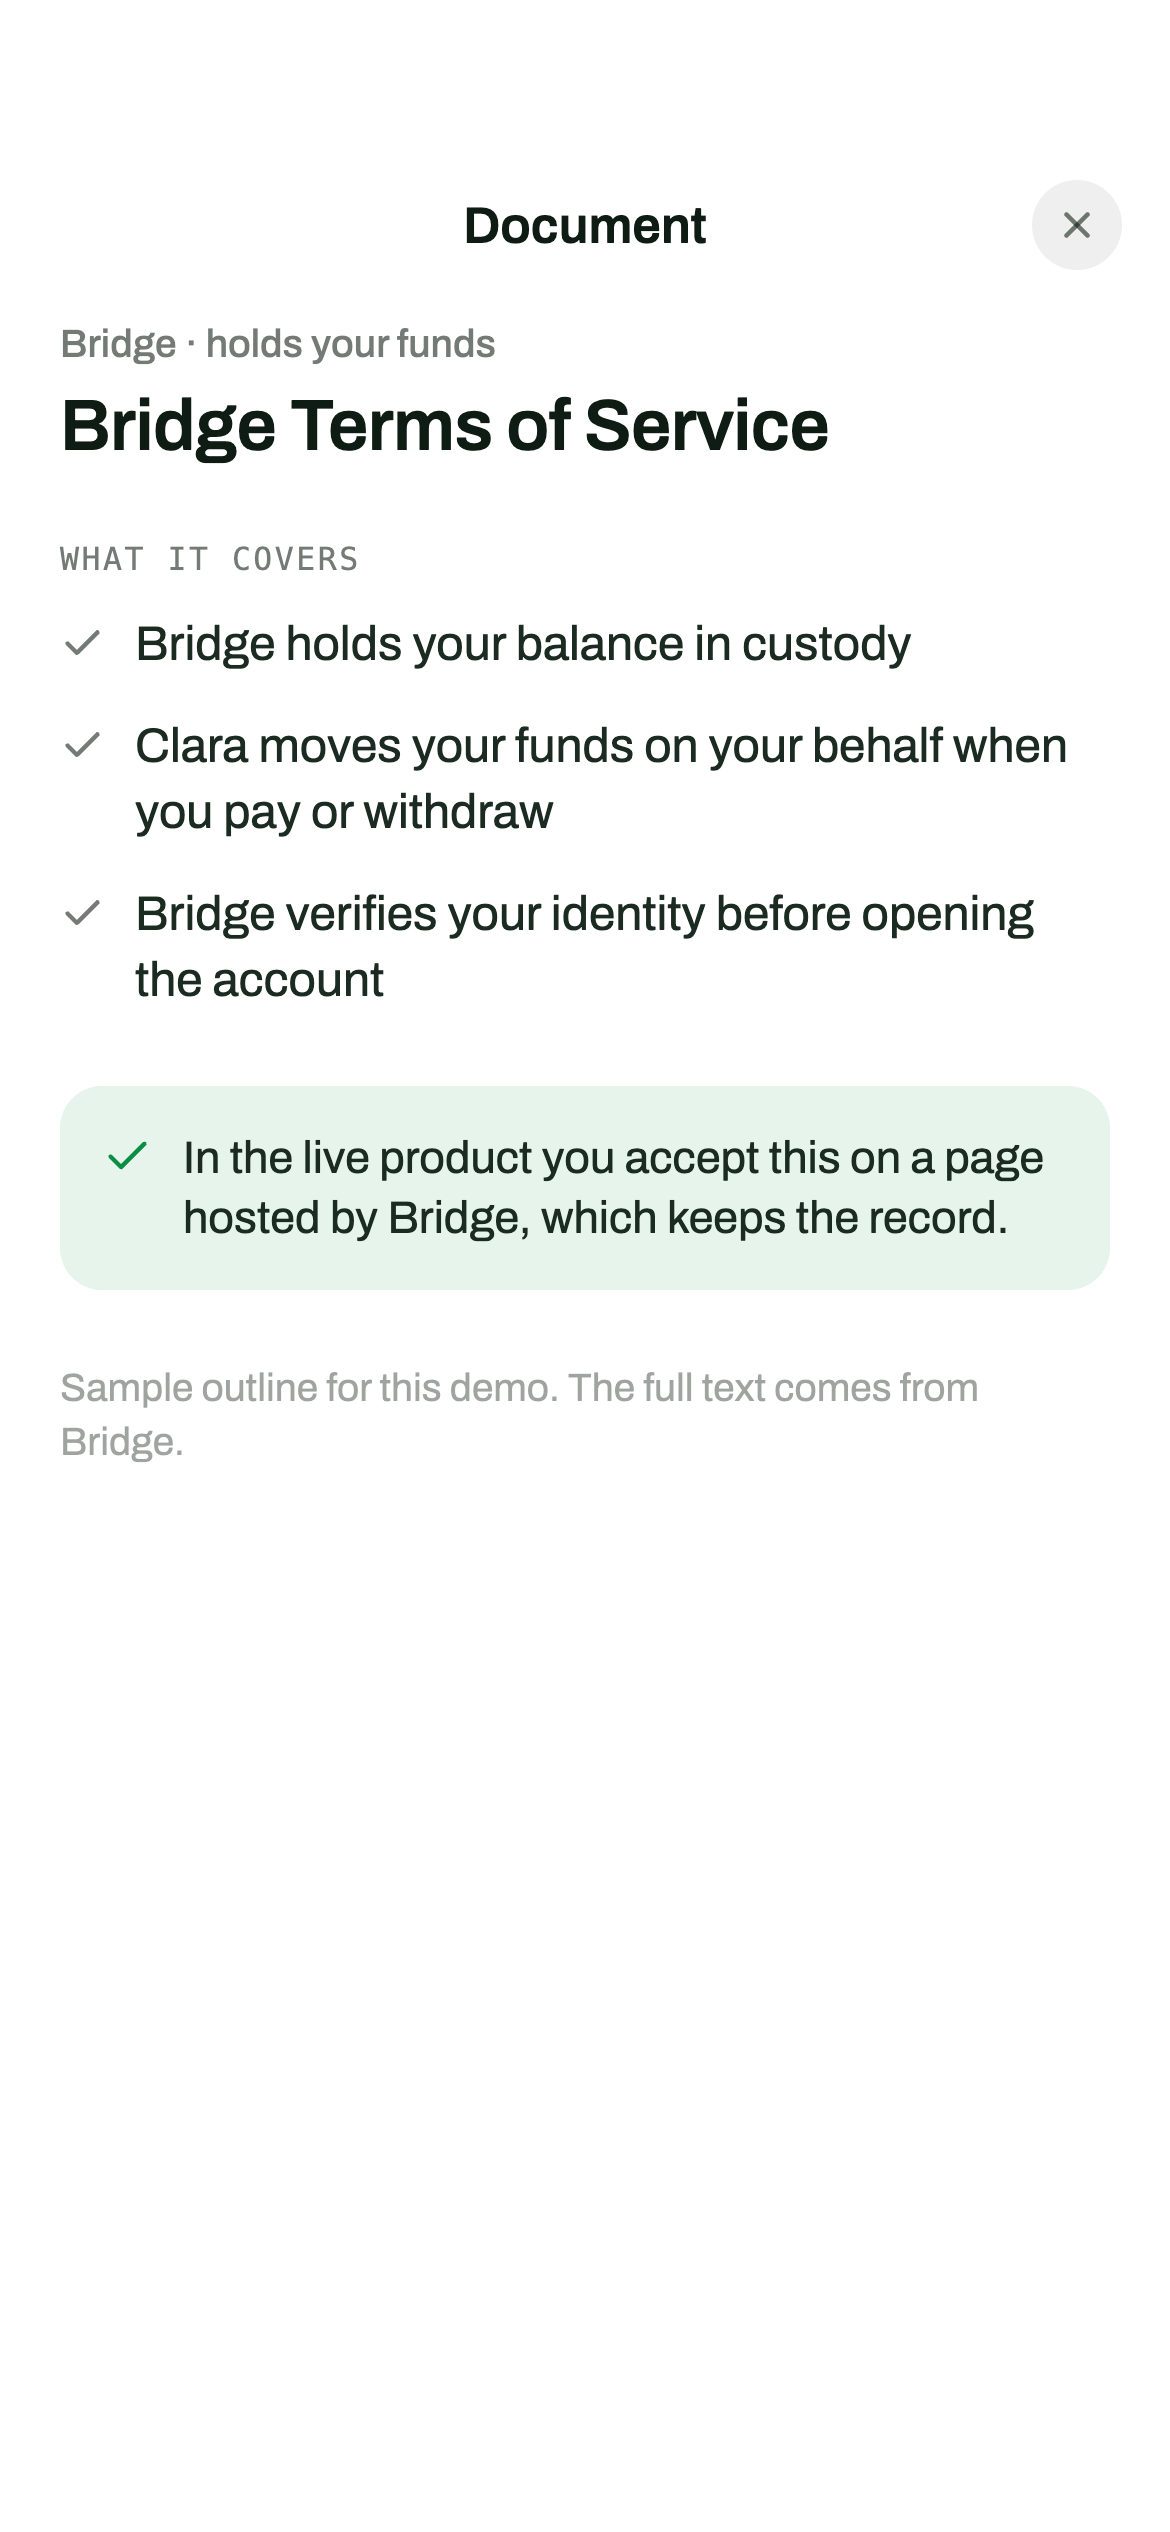 Document
Bridge · holds your funds
Bridge Terms of Service
WHAT IT COVERS
Bridge holds your balance in custody
Clara moves your funds on your behalf when
you pay or withdraw
Bridge verifies your identity before opening
the account
In the live product you accept this on a page
hosted by Bridge, which keeps the record.
Sample outline for this demo. The full text comes from
Bridge.